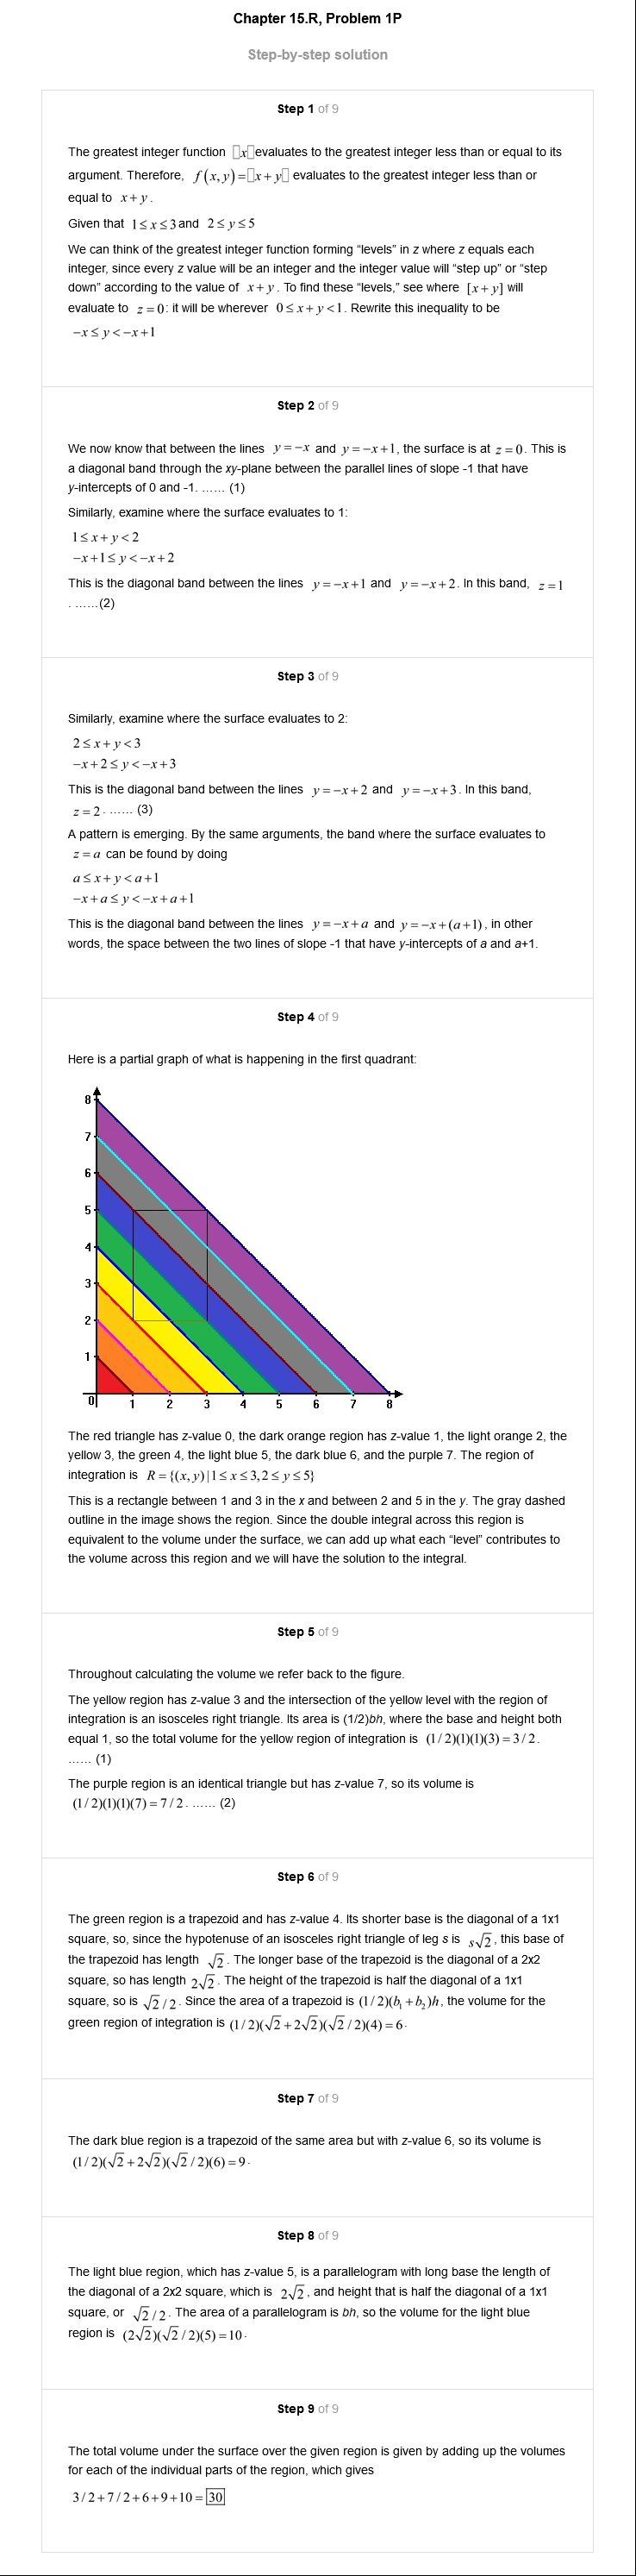 Chapter 15.R, Problem 1P
Step-by-step solution
Step 1 of 9
The greatest integer function ▯x▯ evaluates to the greatest integer less than or equal to its
argument. Therefore, f(x,y)=▯x+y▯ evaluates to the greatest integer less than or
equal to x+y.
Given that 1≤x≤3 and 2≤y≤5
We can think of the greatest integer function forming “levels” in z where z equals each
integer, since every z value will be an integer and the integer value will “step up” or “step
down” according to the value of x+y. To find these “levels,” see where [x+y] will
evaluate to z=0: it will be wherever 0≤x+y<1. Rewrite this inequality to be
−x≤y<−x+1
Step 2 of 9
We now know that between the lines y=−x and y=−x+1, the surface is at z=0. This is
a diagonal band through the xy-plane between the parallel lines of slope -1 that have
y-intercepts of 0 and -1. …… (1)
Similarly, examine where the surface evaluates to 1:
1≤x+y<2
−x+1≤y<−x+2
This is the diagonal band between the lines y=−x+1 and y=−x+2. In this band, z=1
. ……(2)
Step 3 of 9
Similarly, examine where the surface evaluates to 2:
2≤x+y<3
−x+2≤y<−x+3
This is the diagonal band between the lines y=−x+2 and y=−x+3. In this band,
z=2. …… (3)
A pattern is emerging. By the same arguments, the band where the surface evaluates to
z=a can be found by doing
a≤x+y<a+1
−x+a≤y<−x+a+1
This is the diagonal band between the lines y=−x+a and y=−x+(a+1), in other
words, the space between the two lines of slope -1 that have y-intercepts of a and a+1.
Step 4 of 9
Here is a partial graph of what is happening in the first quadrant:
8
7
6
5
4
3
2
1
0 1 2 3 4 5 6 7 8
The red triangle has z-value 0, the dark orange region has z-value 1, the light orange 2, the
yellow 3, the green 4, the light blue 5, the dark blue 6, and the purple 7. The region of
integration is R={(x,y)|1≤x≤3,2≤y≤5}
This is a rectangle between 1 and 3 in the x and between 2 and 5 in the y. The gray dashed
outline in the image shows the region. Since the double integral across this region is
equivalent to the volume under the surface, we can add up what each “level” contributes to
the volume across this region and we will have the solution to the integral.
Step 5 of 9
Throughout calculating the volume we refer back to the figure.
The yellow region has z-value 3 and the intersection of the yellow level with the region of
integration is an isosceles right triangle. Its area is (1/2)bh, where the base and height both
equal 1, so the total volume for the yellow region of integration is (1/2)(1)(1)(3)=3/2.
…… (1)
The purple region is an identical triangle but has z-value 7, so its volume is
(1/2)(1)(1)(7)=7/2. …… (2)
Step 6 of 9
The green region is a trapezoid and has z-value 4. Its shorter base is the diagonal of a 1x1
square, so, since the hypotenuse of an isosceles right triangle of leg s is s√2, this base of
the trapezoid has length √2. The longer base of the trapezoid is the diagonal of a 2x2
square, so has length 2√2. The height of the trapezoid is half the diagonal of a 1x1
square, so is √2/2. Since the area of a trapezoid is (1/2)(b₁+b₂)h, the volume for the
green region of integration is (1/2)(√2+2√2)(√2/2)(4)=6.
Step 7 of 9
The dark blue region is a trapezoid of the same area but with z-value 6, so its volume is
(1/2)(√2+2√2)(√2/2)(6)=9.
Step 8 of 9
The light blue region, which has z-value 5, is a parallelogram with long base the length of
the diagonal of a 2x2 square, which is 2√2, and height that is half the diagonal of a 1x1
square, or √2/2. The area of a parallelogram is bh, so the volume for the light blue
region is (2√2)(√2/2)(5)=10.
Step 9 of 9
The total volume under the surface over the given region is given by adding up the volumes
for each of the individual parts of the region, which gives
3/2+7/2+6+9+10=30